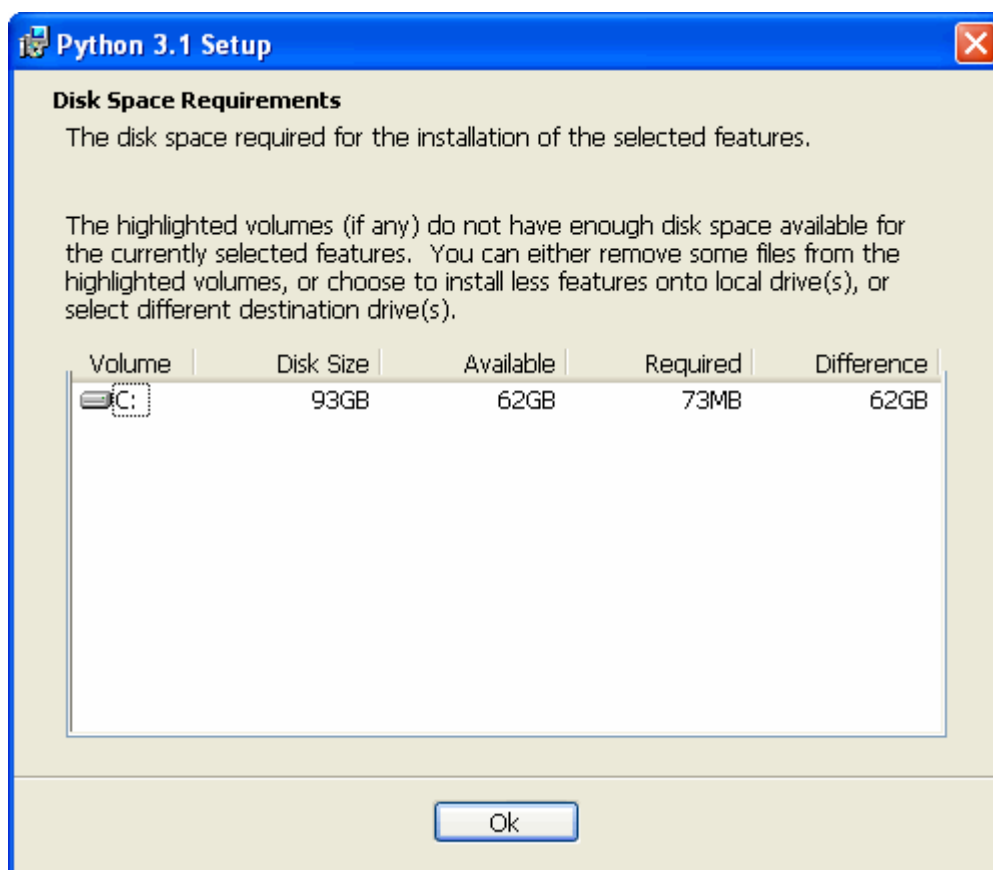 Python 3.1 Setup
Disk Space Requirements
The disk space required for the installation of the selected features.
The highlighted volumes (if any) do not have enough disk space available for
the currently selected features.  You can either remove some files from the
highlighted volumes, or choose to install less features onto local drive(s), or
select different destination drive(s).
Volume Disk Size Available Required Difference
C: 93GB 62GB 73MB 62GB
Ok